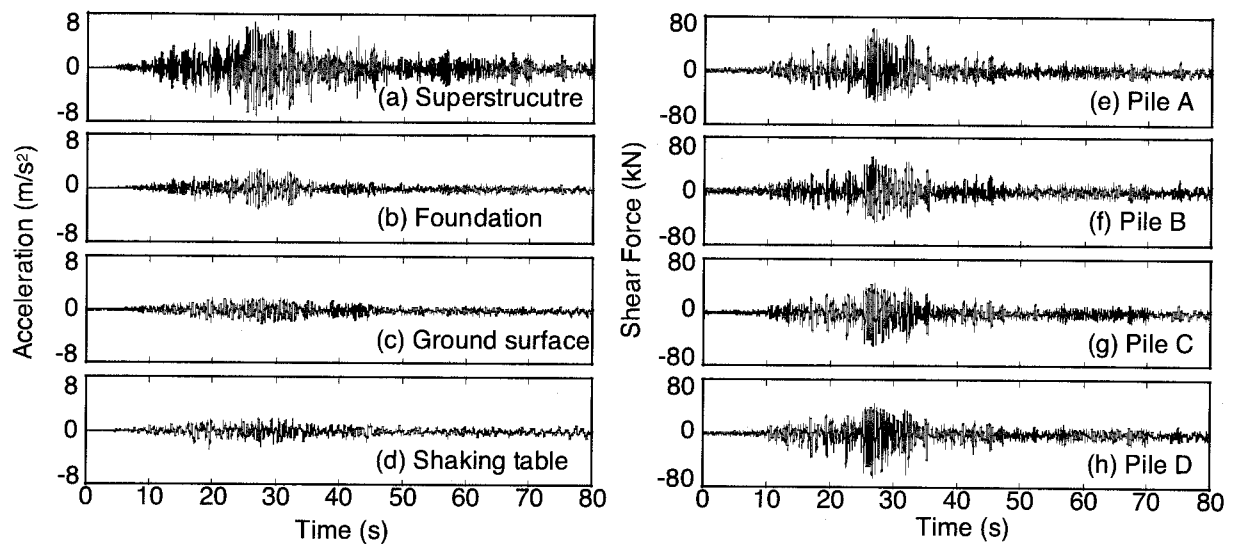 Acceleration (m/s²)
8
0
-8
(a) Superstrucutre
8
0
-8
(b) Foundation
8
0
-8
(c) Ground surface
8
0
-8
(d) Shaking table
0 10 20 30 40 50 60 70 80
Time (s)
Shear Force (kN)
80
0
-80
(e) Pile A
80
0
-80
(f) Pile B
80
0
-80
(g) Pile C
80
0
-80
(h) Pile D
0 10 20 30 40 50 60 70 80
Time (s)